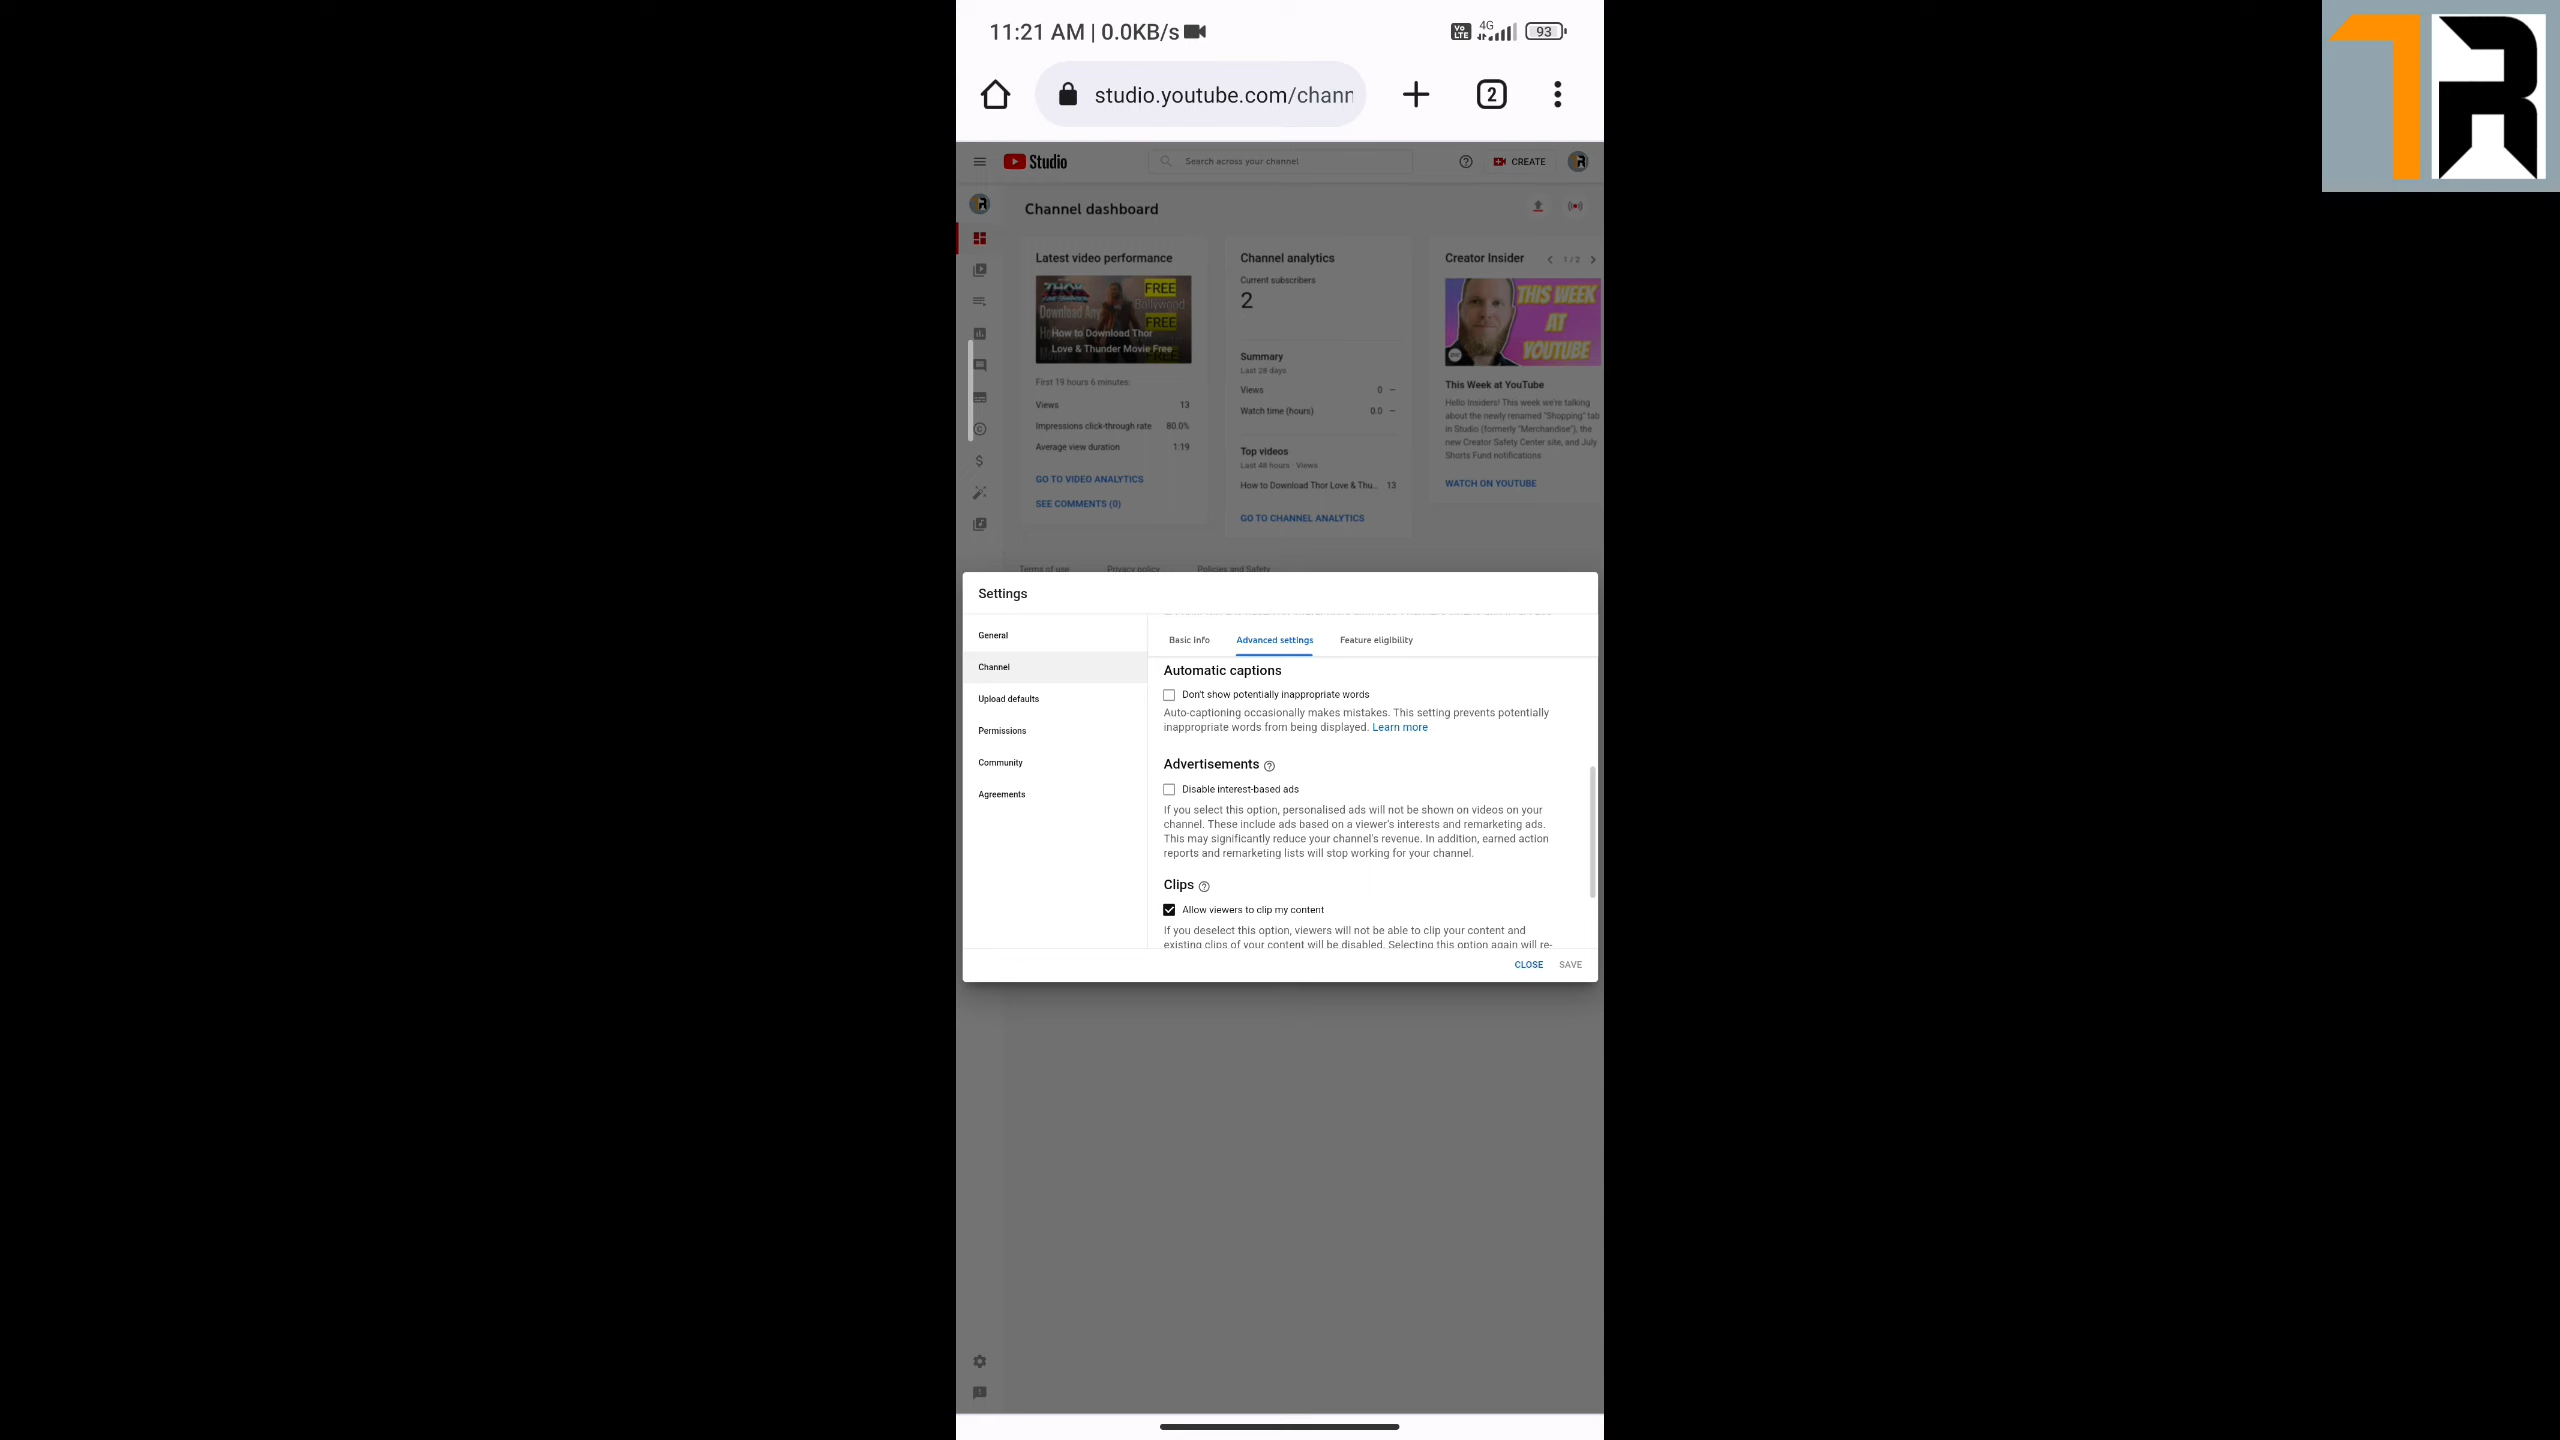 11:21 AM | 0.0KB/s
Vo
LTE
4G
93
studio.youtube.com/chann
2
Studio
Search across your channel
CREATE
Channel dashboard
Latest video performance
FREE
Download Any
Bollywood
FREE
How to Download Thor
Love & Thunder Movie Free
First 19 hours 6 minutes:
Views 13
Impressions click-through rate 80.0%
Average view duration 1:19
GO TO VIDEO ANALYTICS
SEE COMMENTS (0)
Channel analytics
Current subscribers
2
Summary
Last 28 days
Views 0 —
Watch time (hours) 0.0 —
Top videos
Last 48 hours · Views
How to Download Thor Love & Thu... 13
GO TO CHANNEL ANALYTICS
Creator Insider
1 / 2
THIS WEEK
AT
YOUTUBE
This Week at YouTube
Hello Insiders! This week we're talking
about the newly renamed "Shopping" tab
in Studio (formerly "Merchandise"), the
new Creator Safety Center site, and July
Shorts Fund notifications
WATCH ON YOUTUBE
Terms of use Privacy policy Policies and Safety
Settings
General
Channel
Upload defaults
Permissions
Community
Agreements
Basic info Advanced settings Feature eligibility
Automatic captions
Don't show potentially inappropriate words
Auto-captioning occasionally makes mistakes. This setting prevents potentially
inappropriate words from being displayed. Learn more
Advertisements
Disable interest-based ads
If you select this option, personalised ads will not be shown on videos on your
channel. These include ads based on a viewer's interests and remarketing ads.
This may significantly reduce your channel's revenue. In addition, earned action
reports and remarketing lists will stop working for your channel.
Clips
Allow viewers to clip my content
If you deselect this option, viewers will not be able to clip your content and
existing clips of your content will be disabled. Selecting this option again will re-
CLOSE SAVE